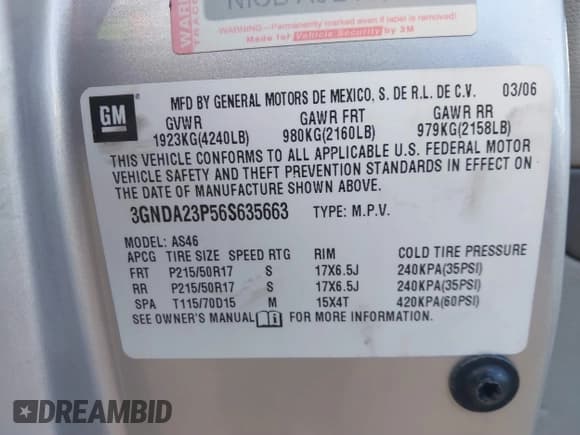 WARNING - Permanently marked even if label is removed!
Made for Vehicle Security by 3M
GM ®
MFD BY GENERAL MOTORS DE MEXICO, S. DE R.L. DE C.V. 03/06
GVWR GAWR FRT GAWR RR
1923KG(4240LB) 980KG(2160LB) 979KG(2158LB)
THIS VEHICLE CONFORMS TO ALL APPLICABLE U.S. FEDERAL MOTOR
VEHICLE SAFETY AND THEFT PREVENTION STANDARDS IN EFFECT ON
THE DATE OF MANUFACTURE SHOWN ABOVE.
3GNDA23P56S635663 TYPE: M.P.V.
MODEL: AS46
APCG TIRE SIZE SPEED RTG RIM COLD TIRE PRESSURE
FRT P215/50R17 S 17X6.5J 240KPA(35PSI)
RR P215/50R17 S 17X6.5J 240KPA(35PSI)
SPA T115/70D15 M 15X4T 420KPA(60PSI)
SEE OWNER'S MANUAL FOR MORE INFORMATION.
DREAMBID